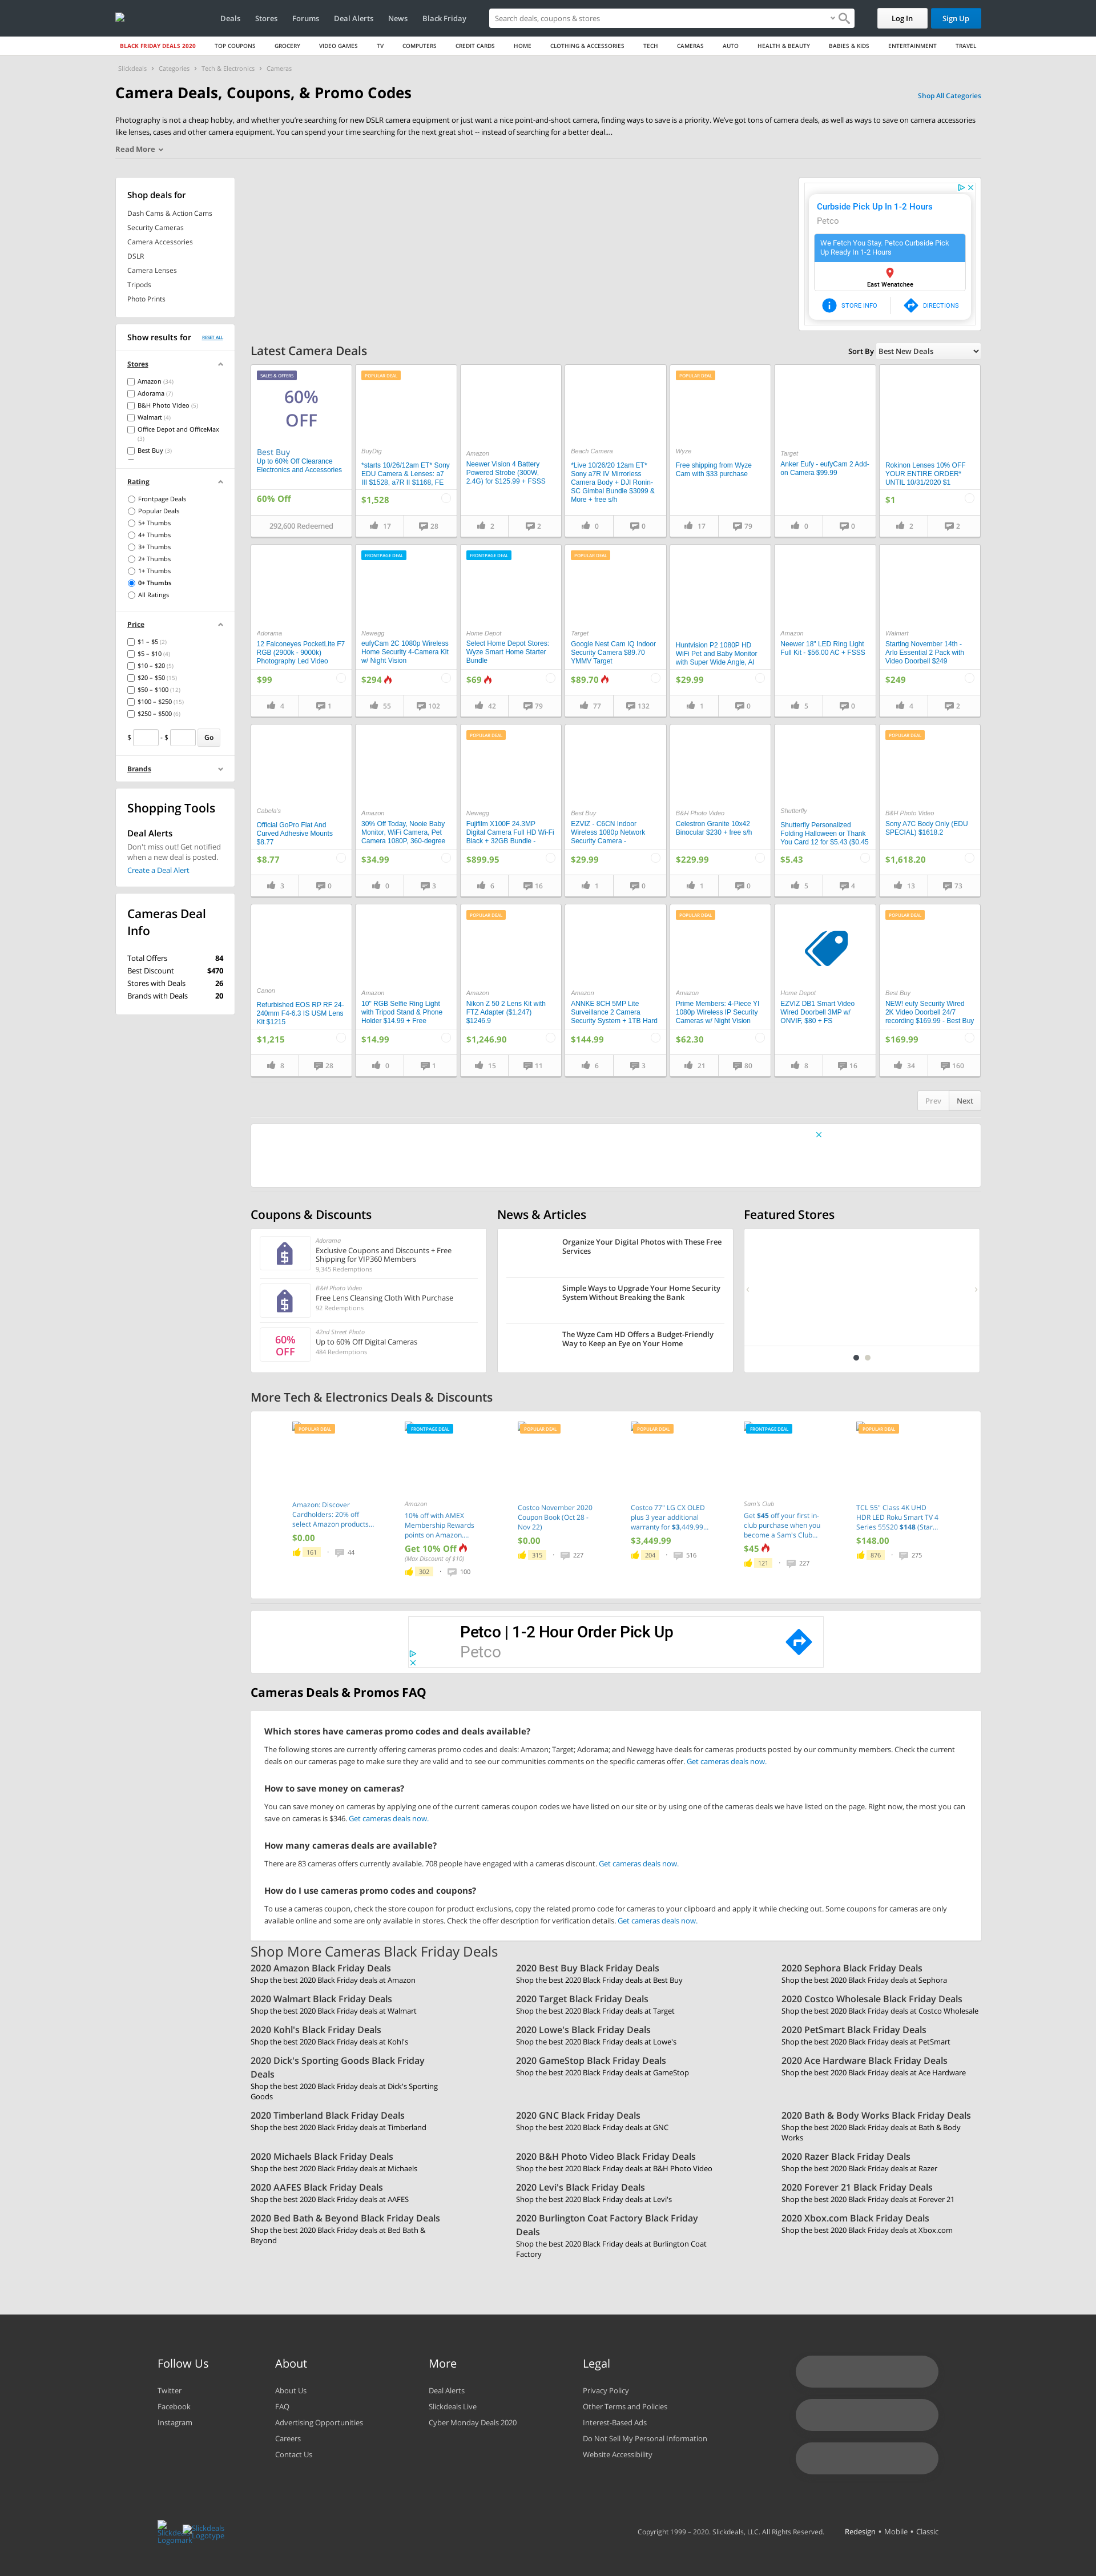 Deals Stores Forums Deal Alerts News Black Friday
Search deals, coupons & stores
Log In Sign Up
BLACK FRIDAY DEALS 2020 TOP COUPONS GROCERY VIDEO GAMES TV COMPUTERS CREDIT CARDS HOME CLOTHING & ACCESSORIES TECH CAMERAS AUTO HEALTH & BEAUTY BABIES & KIDS ENTERTAINMENT TRAVEL
Slickdeals › Categories › Tech & Electronics › Cameras
Camera Deals, Coupons, & Promo Codes
Shop All Categories
Photography is not a cheap hobby, and whether you're searching for new DSLR camera equipment or just want a nice point-and-shoot camera, finding ways to save is a priority. We've got tons of camera deals, as well as ways to save on camera accessories
like lenses, cases and other camera equipment. You can spend your time searching for the next great shot -- instead of searching for a better deal....
Read More
Shop deals for
Dash Cams & Action Cams
Security Cameras
Camera Accessories
DSLR
Camera Lenses
Tripods
Photo Prints
Show results for RESET ALL
Stores
Amazon (34)
Adorama (7)
B&H Photo Video (5)
Walmart (4)
Office Depot and OfficeMax
(3)
Best Buy (3)
Rating
Frontpage Deals
Popular Deals
5+ Thumbs
4+ Thumbs
3+ Thumbs
2+ Thumbs
1+ Thumbs
0+ Thumbs
All Ratings
Price
$1 – $5 (2)
$5 – $10 (4)
$10 – $20 (5)
$20 – $50 (15)
$50 – $100 (12)
$100 – $250 (15)
$250 – $500 (6)
$ - $ Go
Brands
Shopping Tools
Deal Alerts
Don't miss out! Get notified
when a new deal is posted.
Create a Deal Alert
Cameras Deal
Info
Total Offers 84
Best Discount $470
Stores with Deals 26
Brands with Deals 20
Curbside Pick Up In 1-2 Hours
Petco
We Fetch You Stay. Petco Curbside Pick
Up Ready In 1-2 Hours
East Wenatchee
STORE INFO DIRECTIONS
Latest Camera Deals
Sort By Best New Deals
SALES & OFFERS
60%
OFF
Best Buy
Up to 60% Off Clearance
Electronics and Accessories
60% Off
292,600 Redeemed
POPULAR DEAL
BuyDig
*starts 10/26/12am ET* Sony
EDU Camera & Lenses: a7
III $1528, a7R II $1168, FE
$1,528
17 28
Amazon
Neewer Vision 4 Battery
Powered Strobe (300W,
2.4G) for $125.99 + FSSS
2 2
Beach Camera
*Live 10/26/20 12am ET*
Sony a7R IV Mirrorless
Camera Body + DJI Ronin-
SC Gimbal Bundle $3099 &
More + free s/h
0 0
POPULAR DEAL
Wyze
Free shipping from Wyze
Cam with $33 purchase
17 79
Target
Anker Eufy - eufyCam 2 Add-
on Camera $99.99
0 0
Rokinon Lenses 10% OFF
YOUR ENTIRE ORDER*
UNTIL 10/31/2020 $1
$1
2 2
Adorama
12 Falconeyes PocketLite F7
RGB (2900k - 9000k)
Photography Led Video
$99
4 1
FRONTPAGE DEAL
Newegg
eufyCam 2C 1080p Wireless
Home Security 4-Camera Kit
w/ Night Vision
$294
55 102
FRONTPAGE DEAL
Home Depot
Select Home Depot Stores:
Wyze Smart Home Starter
Bundle
$69
42 79
POPULAR DEAL
Target
Google Nest Cam IQ Indoor
Security Camera $89.70
YMMV Target
$89.70
77 132
Huntvision P2 1080P HD
WiFi Pet and Baby Monitor
with Super Wide Angle, AI
$29.99
1 0
Amazon
Neewer 18" LED Ring Light
Full Kit - $56.00 AC + FSSS
5 0
Walmart
Starting November 14th -
Arlo Essential 2 Pack with
Video Doorbell $249
$249
4 2
Cabela's
Official GoPro Flat And
Curved Adhesive Mounts
$8.77
$8.77
3 0
Amazon
30% Off Today, Nooie Baby
Monitor, WiFi Camera, Pet
Camera 1080P, 360-degree
$34.99
0 3
POPULAR DEAL
Newegg
Fujifilm X100F 24.3MP
Digital Camera Full HD Wi-Fi
Black + 32GB Bundle -
$899.95
6 16
Best Buy
EZVIZ - C6CN Indoor
Wireless 1080p Network
Security Camera -
$29.99
1 0
B&H Photo Video
Celestron Granite 10x42
Binocular $230 + free s/h
$229.99
1 0
Shutterfly
Shutterfly Personalized
Folding Halloween or Thank
You Card 12 for $5.43 ($0.45
$5.43
5 4
POPULAR DEAL
B&H Photo Video
Sony A7C Body Only (EDU
SPECIAL) $1618.2
$1,618.20
13 73
Canon
Refurbished EOS RP RF 24-
240mm F4-6.3 IS USM Lens
Kit $1215
$1,215
8 28
Amazon
10" RGB Selfie Ring Light
with Tripod Stand & Phone
Holder $14.99 + Free
$14.99
0 1
POPULAR DEAL
Amazon
Nikon Z 50 2 Lens Kit with
FTZ Adapter ($1,247)
$1246.9
$1,246.90
15 11
Amazon
ANNKE 8CH 5MP Lite
Surveillance 2 Camera
Security System + 1TB Hard
$144.99
6 3
POPULAR DEAL
Amazon
Prime Members: 4-Piece YI
1080p Wireless IP Security
Cameras w/ Night Vision
$62.30
21 80
Home Depot
EZVIZ DB1 Smart Video
Wired Doorbell 3MP w/
ONVIF, $80 + FS
8 16
POPULAR DEAL
Best Buy
NEW! eufy Security Wired
2K Video Doorbell 24/7
recording $169.99 - Best Buy
$169.99
34 160
Prev Next
Coupons & Discounts
Adorama
Exclusive Coupons and Discounts + Free
Shipping for VIP360 Members
9,345 Redemptions
B&H Photo Video
Free Lens Cleansing Cloth With Purchase
92 Redemptions
60%
OFF
42nd Street Photo
Up to 60% Off Digital Cameras
484 Redemptions
News & Articles
Organize Your Digital Photos with These Free
Services
Simple Ways to Upgrade Your Home Security
System Without Breaking the Bank
The Wyze Cam HD Offers a Budget-Friendly
Way to Keep an Eye on Your Home
Featured Stores
More Tech & Electronics Deals & Discounts
POPULAR DEAL
Amazon: Discover
Cardholders: 20% off
select Amazon products...
$0.00
161 44
FRONTPAGE DEAL
Amazon
10% off with AMEX
Membership Rewards
points on Amazon,...
Get 10% Off
(Max Discount of $10)
302 100
POPULAR DEAL
Costco November 2020
Coupon Book (Oct 28 -
Nov 22)
$0.00
315 227
POPULAR DEAL
Costco 77" LG CX OLED
plus 3 year additional
warranty for $3,449.99...
$3,449.99
204 516
FRONTPAGE DEAL
Sam's Club
Get $45 off your first in-
club purchase when you
become a Sam's Club...
$45
121 227
POPULAR DEAL
TCL 55" Class 4K UHD
HDR LED Roku Smart TV 4
Series 55S20 $148 (Star...
$148.00
876 275
Petco | 1-2 Hour Order Pick Up
Petco
Cameras Deals & Promos FAQ
Which stores have cameras promo codes and deals available?
The following stores are currently offering cameras promo codes and deals: Amazon; Target; Adorama; and Newegg have deals for cameras products posted by our community members. Check the current
deals on our cameras page to make sure they are valid and to see our communities comments on the specific cameras offer. Get cameras deals now.
How to save money on cameras?
You can save money on cameras by applying one of the current cameras coupon codes we have listed on our site or by using one of the cameras deals we have listed on the page. Right now, the most you can
save on cameras is $346. Get cameras deals now.
How many cameras deals are available?
There are 83 cameras offers currently available. 708 people have engaged with a cameras discount. Get cameras deals now.
How do I use cameras promo codes and coupons?
To use a cameras coupon, check the store coupon for product exclusions, copy the related promo code for cameras to your clipboard and apply it while checking out. Some coupons for cameras are only
available online and some are only available in stores. Check the offer description for verification details. Get cameras deals now.
Shop More Cameras Black Friday Deals
2020 Amazon Black Friday Deals
Shop the best 2020 Black Friday deals at Amazon
2020 Best Buy Black Friday Deals
Shop the best 2020 Black Friday deals at Best Buy
2020 Sephora Black Friday Deals
Shop the best 2020 Black Friday deals at Sephora
2020 Walmart Black Friday Deals
Shop the best 2020 Black Friday deals at Walmart
2020 Target Black Friday Deals
Shop the best 2020 Black Friday deals at Target
2020 Costco Wholesale Black Friday Deals
Shop the best 2020 Black Friday deals at Costco Wholesale
2020 Kohl's Black Friday Deals
Shop the best 2020 Black Friday deals at Kohl's
2020 Lowe's Black Friday Deals
Shop the best 2020 Black Friday deals at Lowe's
2020 PetSmart Black Friday Deals
Shop the best 2020 Black Friday deals at PetSmart
2020 Dick's Sporting Goods Black Friday
Deals
Shop the best 2020 Black Friday deals at Dick's Sporting
Goods
2020 GameStop Black Friday Deals
Shop the best 2020 Black Friday deals at GameStop
2020 Ace Hardware Black Friday Deals
Shop the best 2020 Black Friday deals at Ace Hardware
2020 Timberland Black Friday Deals
Shop the best 2020 Black Friday deals at Timberland
2020 GNC Black Friday Deals
Shop the best 2020 Black Friday deals at GNC
2020 Bath & Body Works Black Friday Deals
Shop the best 2020 Black Friday deals at Bath & Body
Works
2020 Michaels Black Friday Deals
Shop the best 2020 Black Friday deals at Michaels
2020 B&H Photo Video Black Friday Deals
Shop the best 2020 Black Friday deals at B&H Photo Video
2020 Razer Black Friday Deals
Shop the best 2020 Black Friday deals at Razer
2020 AAFES Black Friday Deals
Shop the best 2020 Black Friday deals at AAFES
2020 Levi's Black Friday Deals
Shop the best 2020 Black Friday deals at Levi's
2020 Forever 21 Black Friday Deals
Shop the best 2020 Black Friday deals at Forever 21
2020 Bed Bath & Beyond Black Friday Deals
Shop the best 2020 Black Friday deals at Bed Bath &
Beyond
2020 Burlington Coat Factory Black Friday
Deals
Shop the best 2020 Black Friday deals at Burlington Coat
Factory
2020 Xbox.com Black Friday Deals
Shop the best 2020 Black Friday deals at Xbox.com
Follow Us
Twitter
Facebook
Instagram
About
About Us
FAQ
Advertising Opportunities
Careers
Contact Us
More
Deal Alerts
Slickdeals Live
Cyber Monday Deals 2020
Legal
Privacy Policy
Other Terms and Policies
Interest-Based Ads
Do Not Sell My Personal Information
Website Accessibility
Slickdeals
Logomark
Slickdeals
Logotype
Copyright 1999 – 2020. Slickdeals, LLC. All Rights Reserved.
Redesign • Mobile • Classic